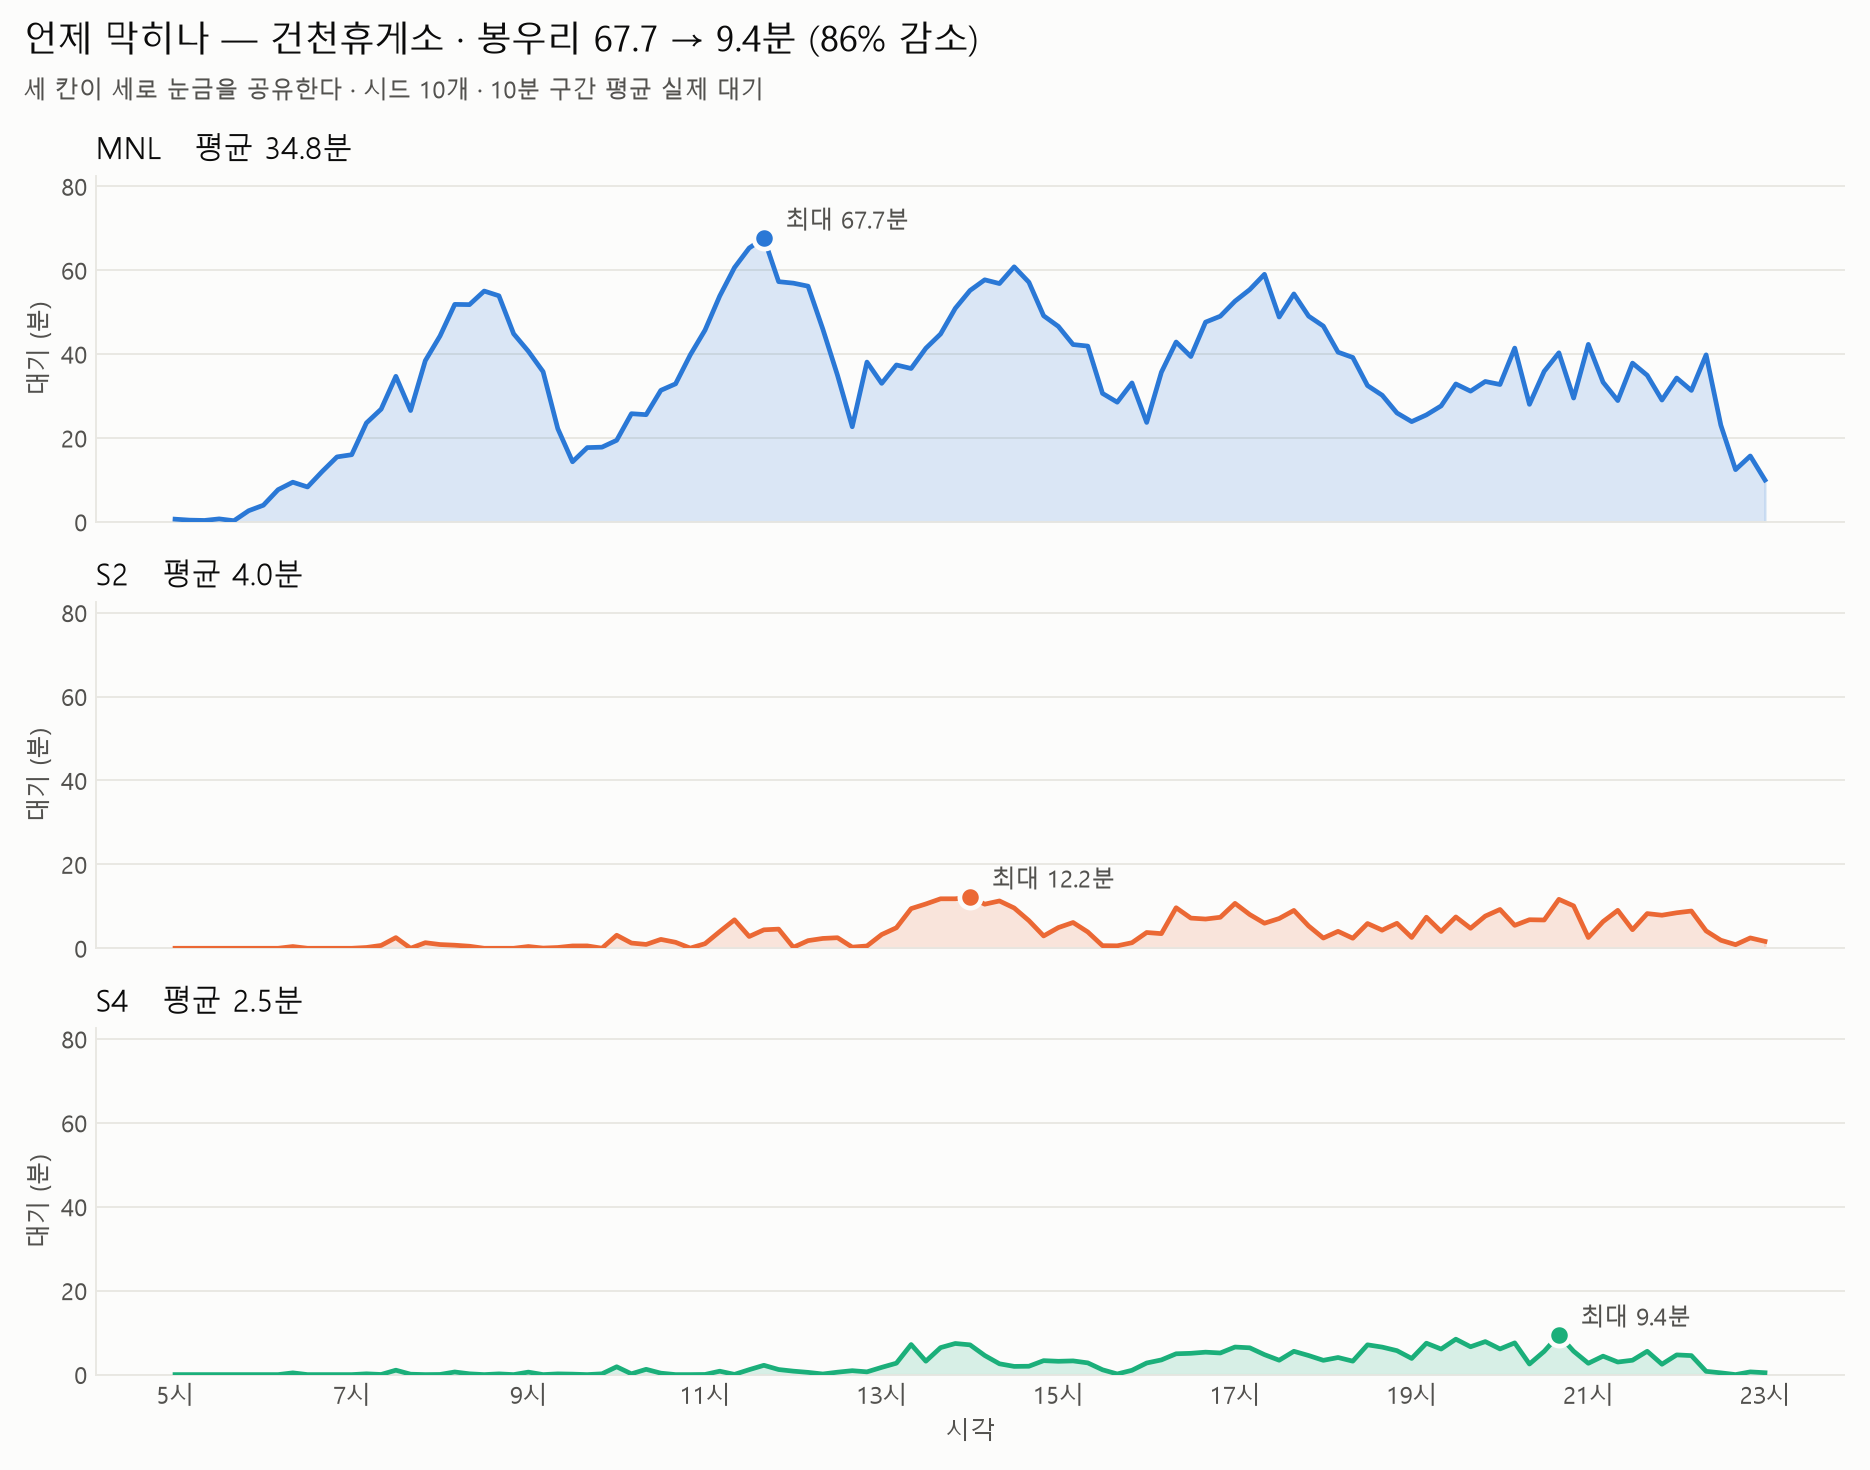 언제 막히나 — 건천휴게소 · 봉우리 67.7 → 9.4분 (86% 감소)
세 칸이 세로 눈금을 공유한다 · 시드 10개 · 10분 구간 평균 실제 대기
MNL 평균 34.8분
80
60
40
20
0
대기 (분)
최대 67.7분
S2 평균 4.0분
80
60
40
20
0
대기 (분)
최대 12.2분
S4 평균 2.5분
80
60
40
20
0
대기 (분)
최대 9.4분
5시 7시 9시 11시 13시 15시 17시 19시 21시 23시
시각